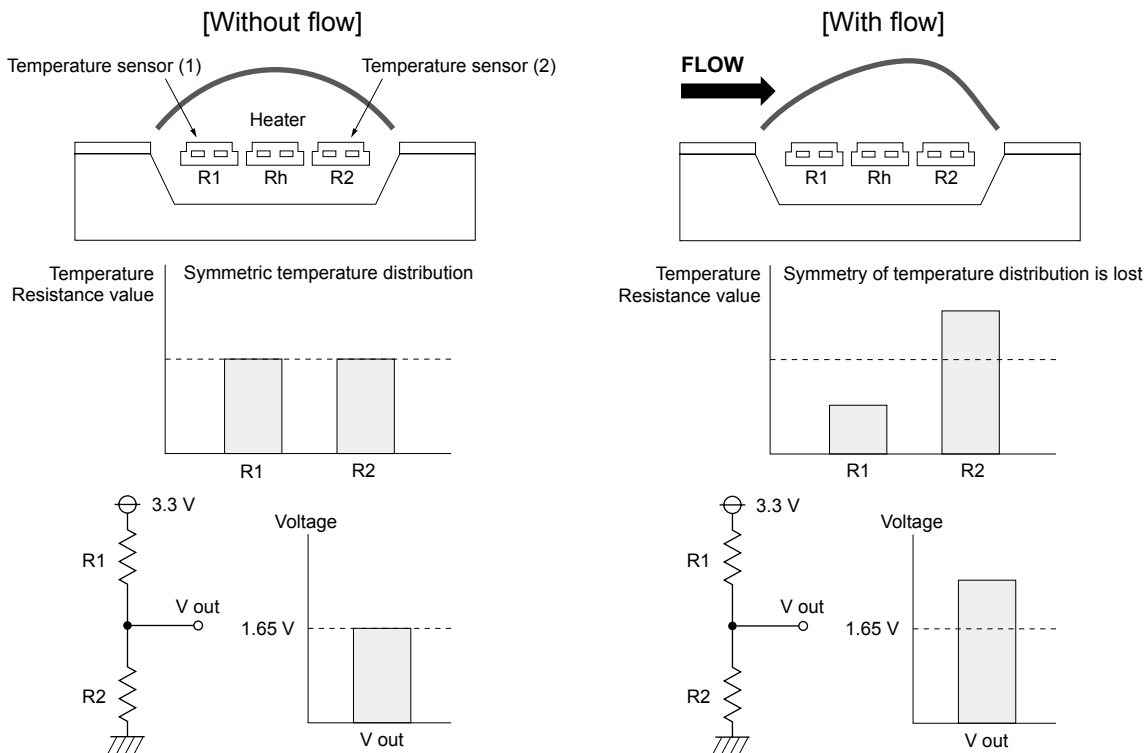 [Without flow]
Temperature sensor (1)
Temperature sensor (2)
Heater
R1
Rh
R2
Temperature
Resistance value
Symmetric temperature distribution
R1
R2
3.3 V
R1
V out
R2
Voltage
1.65 V
V out
[With flow]
FLOW
R1
Rh
R2
Temperature
Resistance value
Symmetry of temperature distribution is lost
R1
R2
3.3 V
R1
V out
R2
Voltage
1.65 V
V out